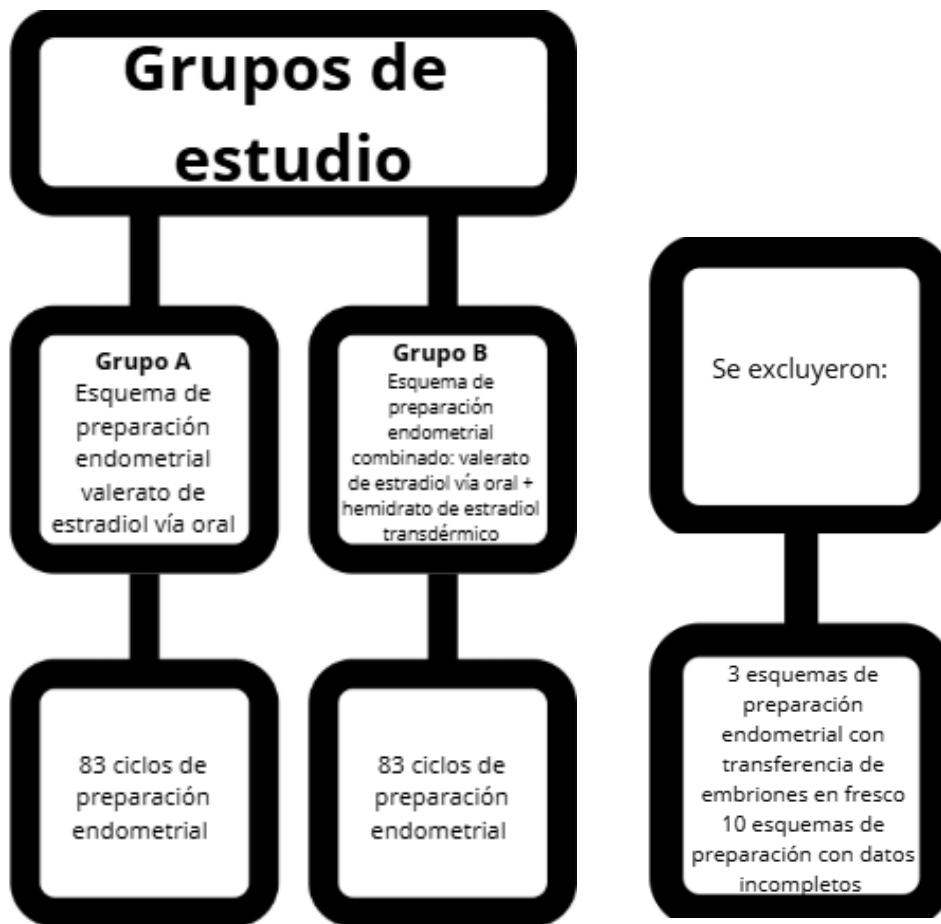 Grupos de
estudio
Grupo A
Esquema de
preparación
endometrial
valerato de
estradiol vía oral
Grupo B
Esquema de
preparación
endometrial
combinado: valerato
de estradiol vía oral +
hemidrato de estradiol
transdérmico
Se excluyeron:
83 ciclos de
preparación
endometrial
83 ciclos de
preparación
endometrial
3 esquemas de
preparación
endometrial con
transferencia de
embriones en fresco
10 esquemas de
preparación con datos
incompletos